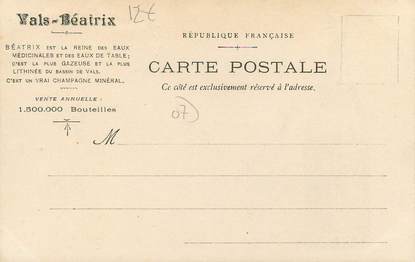 Vals-Béatrix
12€
BÉATRIX EST LA REINE DES EAUX
MÉDICINALES ET DES EAUX DE TABLE;
C'EST LA PLUS GAZEUSE ET LA PLUS
LITHINÉE DU BASSIN DE VALS.
C'EST UN VRAI CHAMPAGNE MINÉRAL.
VENTE ANNUELLE :
1.500.000 Bouteilles
RÉPUBLIQUE FRANÇAISE
CARTE POSTALE
Ce côté est exclusivement réservé à l'adresse.
07)
M